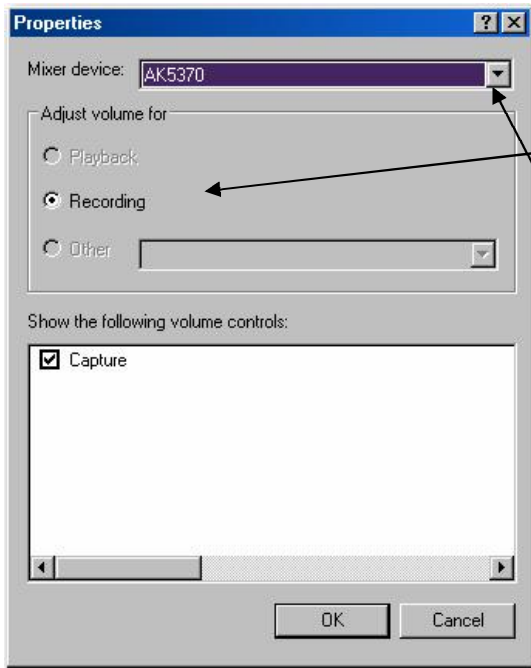 Properties
Mixer device: AK5370
Adjust volume for
Playback
Recording
Other
Show the following volume controls:
Capture
OK Cancel